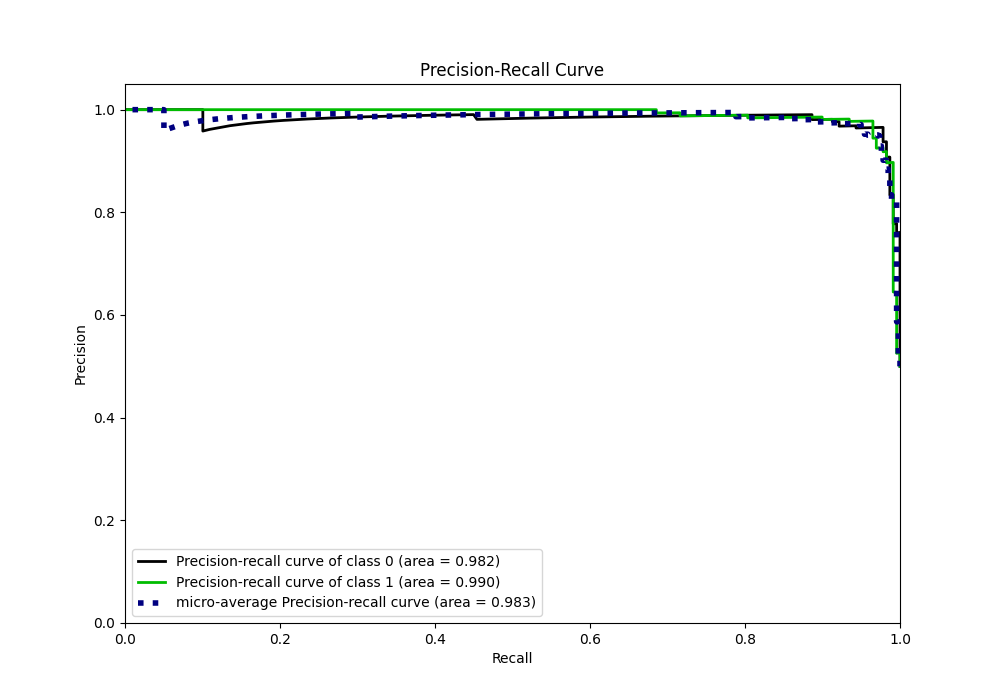 Precision-Recall Curve
1.0
0.8
0.6
0.4
0.2
0.0
Precision
Precision-recall curve of class 0 (area = 0.982)
Precision-recall curve of class 1 (area = 0.990)
micro-average Precision-recall curve (area = 0.983)
0.0 0.2 0.4 0.6 0.8 1.0
Recall